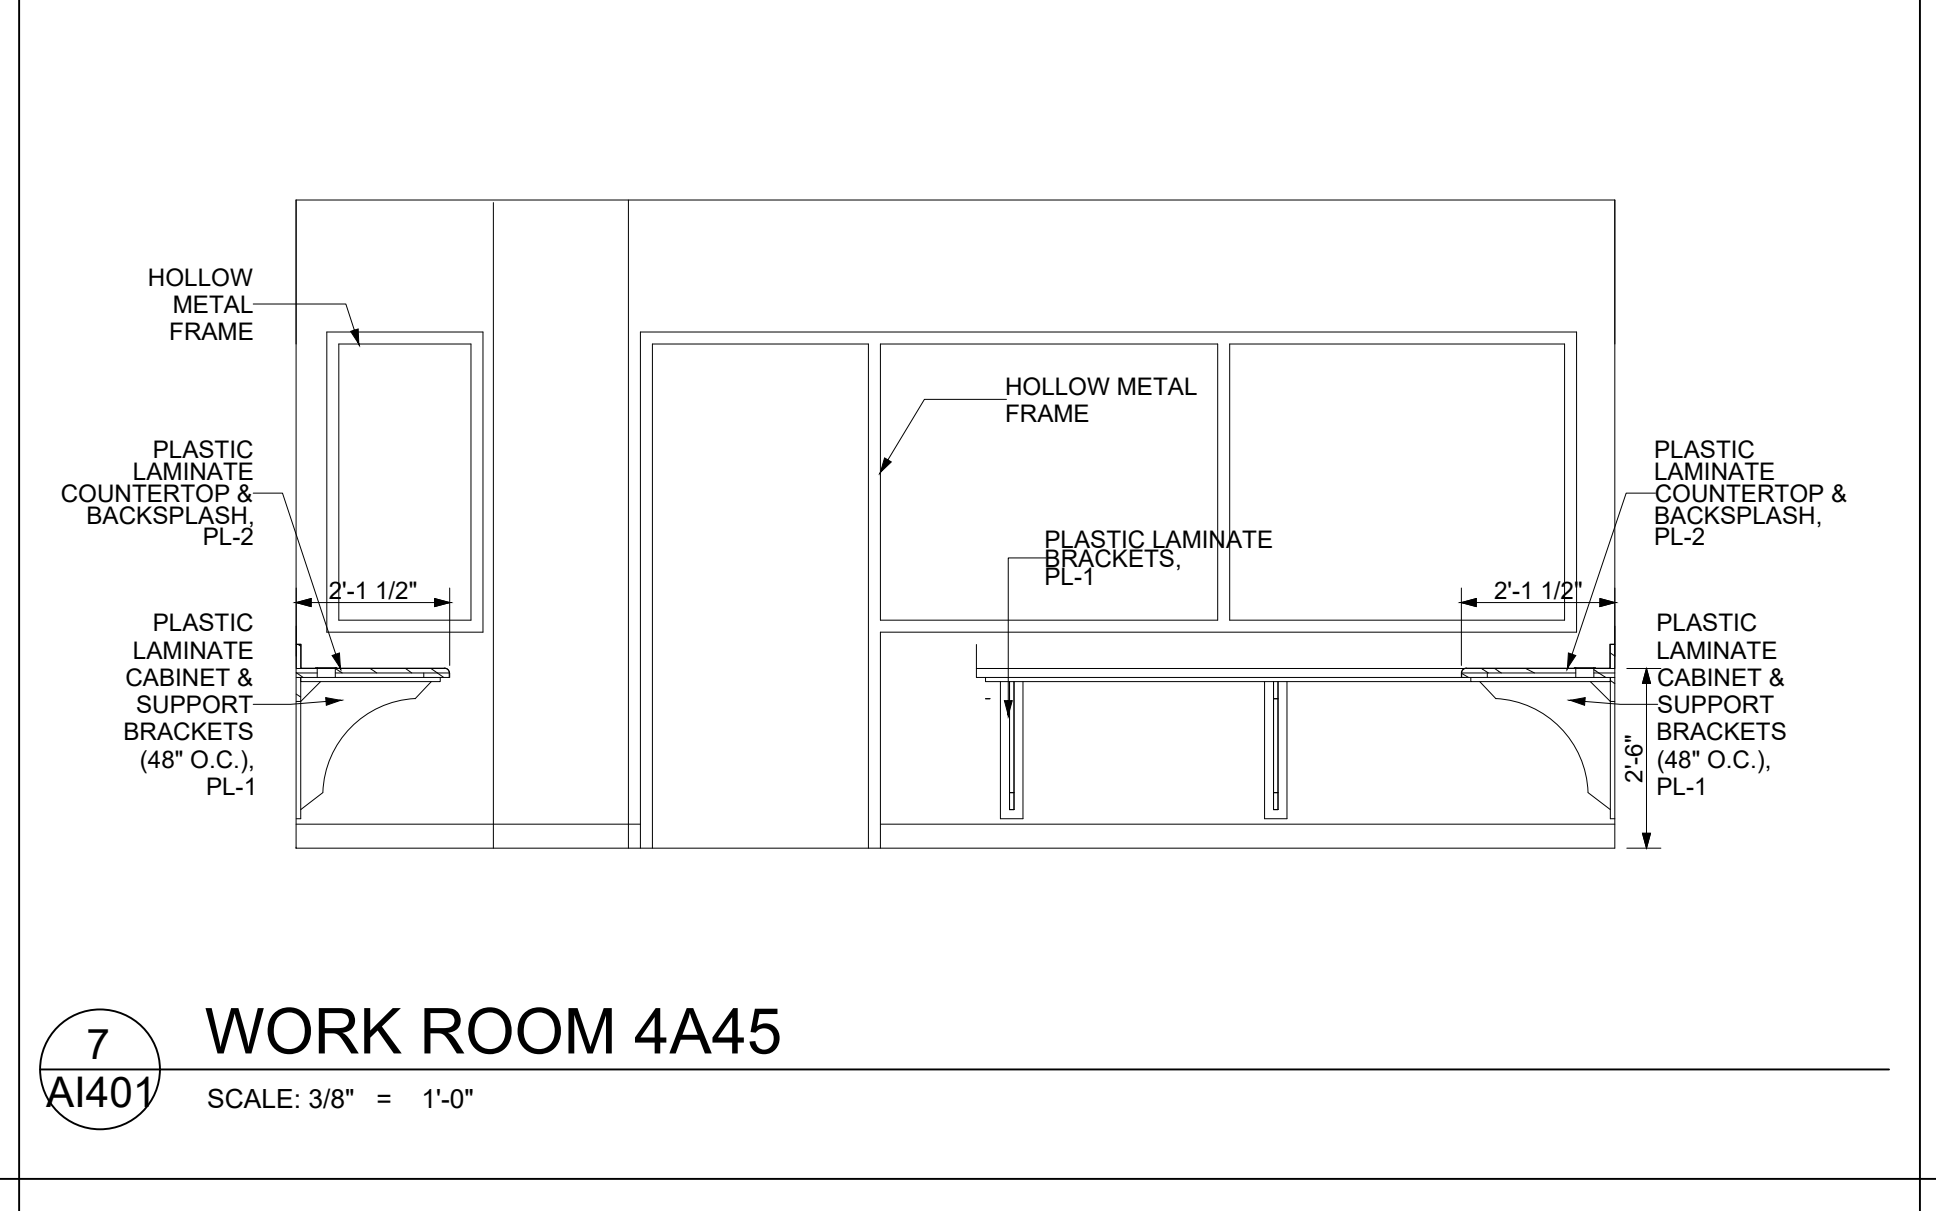 HOLLOW
METAL
FRAME
HOLLOW METAL
FRAME
PLASTIC
LAMINATE
COUNTERTOP &
BACKSPLASH,
PL-2
PLASTIC
LAMINATE
COUNTERTOP &
BACKSPLASH,
PL-2
PLASTIC LAMINATE
BRACKETS,
PL-1
2'-1 1/2"
2'-1 1/2"
PLASTIC
LAMINATE
CABINET &
SUPPORT
BRACKETS
(48" O.C.),
PL-1
PLASTIC
LAMINATE
CABINET &
SUPPORT
BRACKETS
(48" O.C.),
PL-1
2'-6"
7
AI401
WORK ROOM 4A45
SCALE: 3/8" = 1'-0"